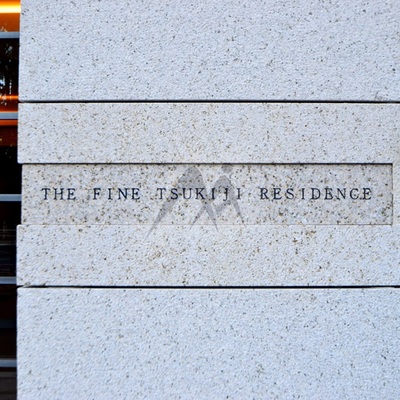 THE FINE TSUKIJI RESIDENCE